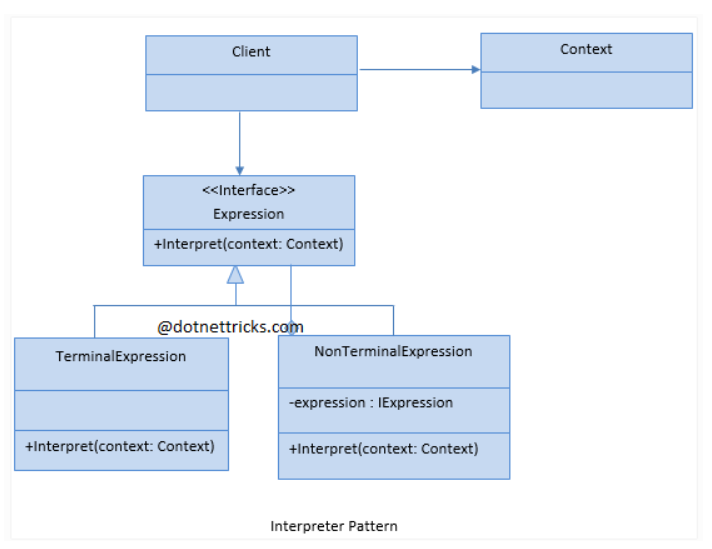 Client
Context
<<Interface>>
Expression
+Interpret(context: Context)
@dotnettricks.com
TerminalExpression
+Interpret(context: Context)
NonTerminalExpression
-expression : IExpression
+Interpret(context: Context)
Interpreter Pattern